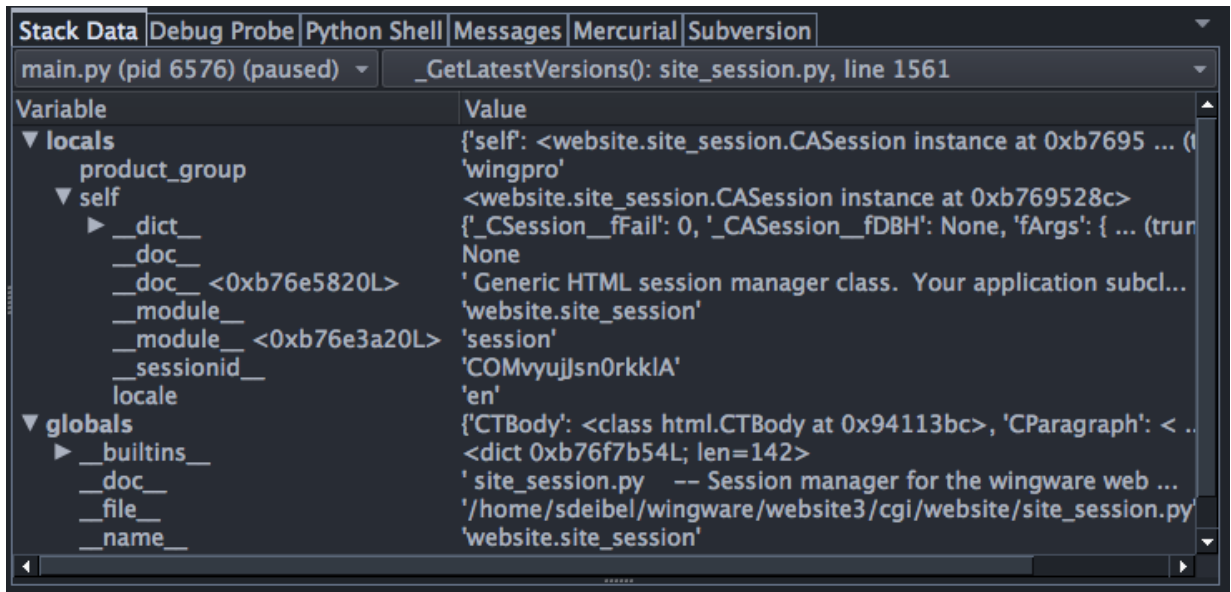 Stack Data Debug Probe Python Shell Messages Mercurial Subversion
main.py (pid 6576) (paused) _GetLatestVersions(): site_session.py, line 1561
Variable Value
locals {'self': <website.site_session.CASession instance at 0xb7695 ... (t
product_group 'wingpro'
self <website.site_session.CASession instance at 0xb769528c>
__dict__ {'_CSession__fFail': 0, '_CASession__fDBH': None, 'fArgs': { ... (trun
__doc__ None
__doc__ <0xb76e5820L> ' Generic HTML session manager class.  Your application subcl...
__module__ 'website.site_session'
__module__ <0xb76e3a20L> 'session'
__sessionid__ 'COMvyujJsn0rkklA'
locale 'en'
globals {'CTBody': <class html.CTBody at 0x94113bc>, 'CParagraph': < ..
__builtins__ <dict 0xb76f7b54L; len=142>
__doc__ ' site_session.py   -- Session manager for the wingware web ...
__file__ '/home/sdeibel/wingware/website3/cgi/website/site_session.py'
__name__ 'website.site_session'